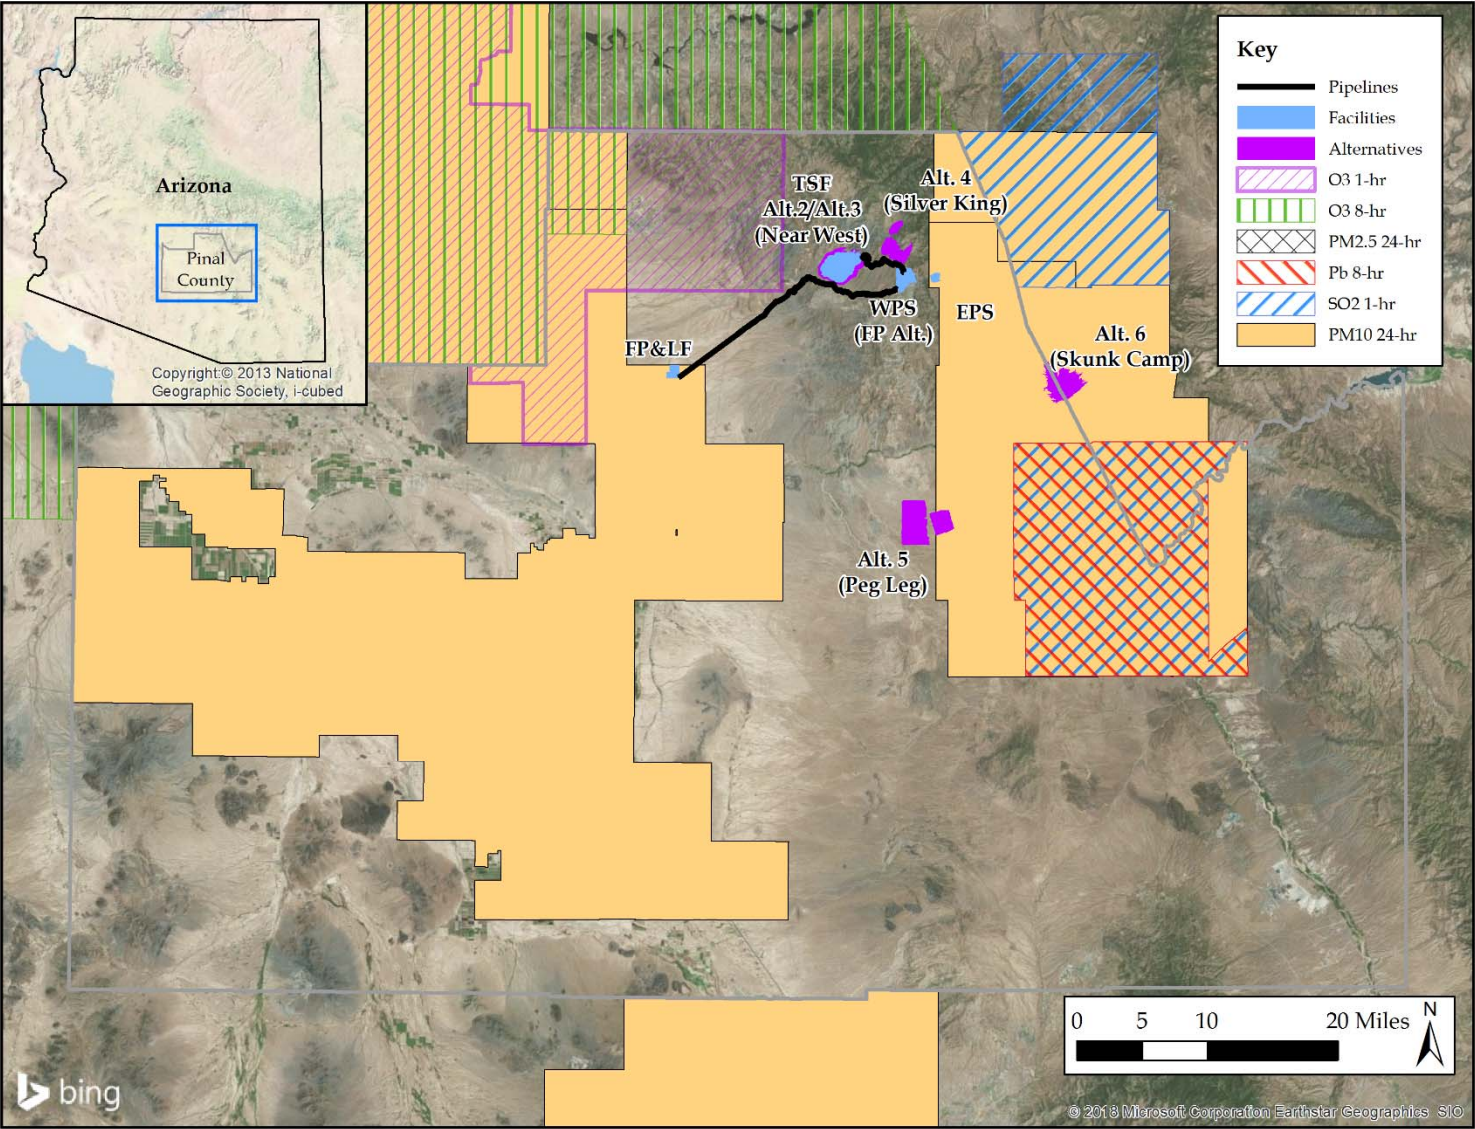 Arizona
Pinal
County
Copyright:© 2013 National
Geographic Society, i-cubed
Key
Pipelines
Facilities
Alternatives
O3 1-hr
O3 8-hr
PM2.5 24-hr
Pb 8-hr
SO2 1-hr
PM10 24-hr
TSF
Alt.2/Alt.3
(Near West)
Alt. 4
(Silver King)
WPS
(FP Alt.)
EPS
FP&LF
Alt. 6
(Skunk Camp)
Alt. 5
(Peg Leg)
0 5 10 20 Miles
N
bing
© 2018 Microsoft Corporation Earthstar Geographics SIO